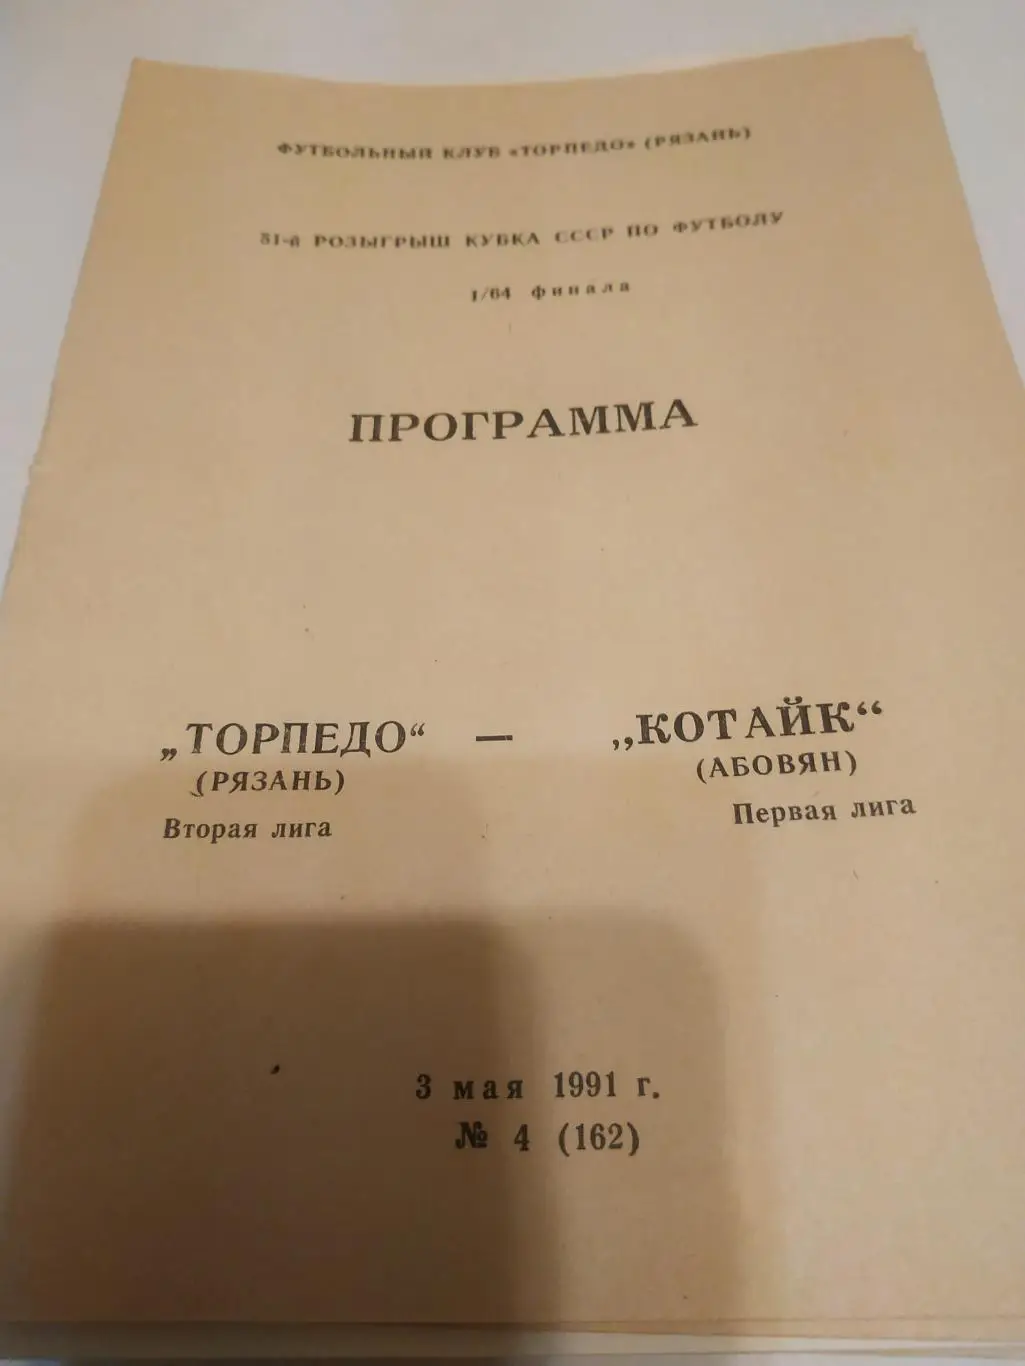 ФУТБОЛЬНЫЙ КЛУБ «ТОРПЕДО» (РЯЗАНЬ)
51-й РОЗЫГРЫШ КУБКА СССР ПО ФУТБОЛУ
1/64 финала
ПРОГРАММА
„ТОРПЕДО“ — „КОТАЙК“
(РЯЗАНЬ) (АБОВЯН)
Вторая лига Первая лига
3 мая 1991 г.
№ 4 (162)